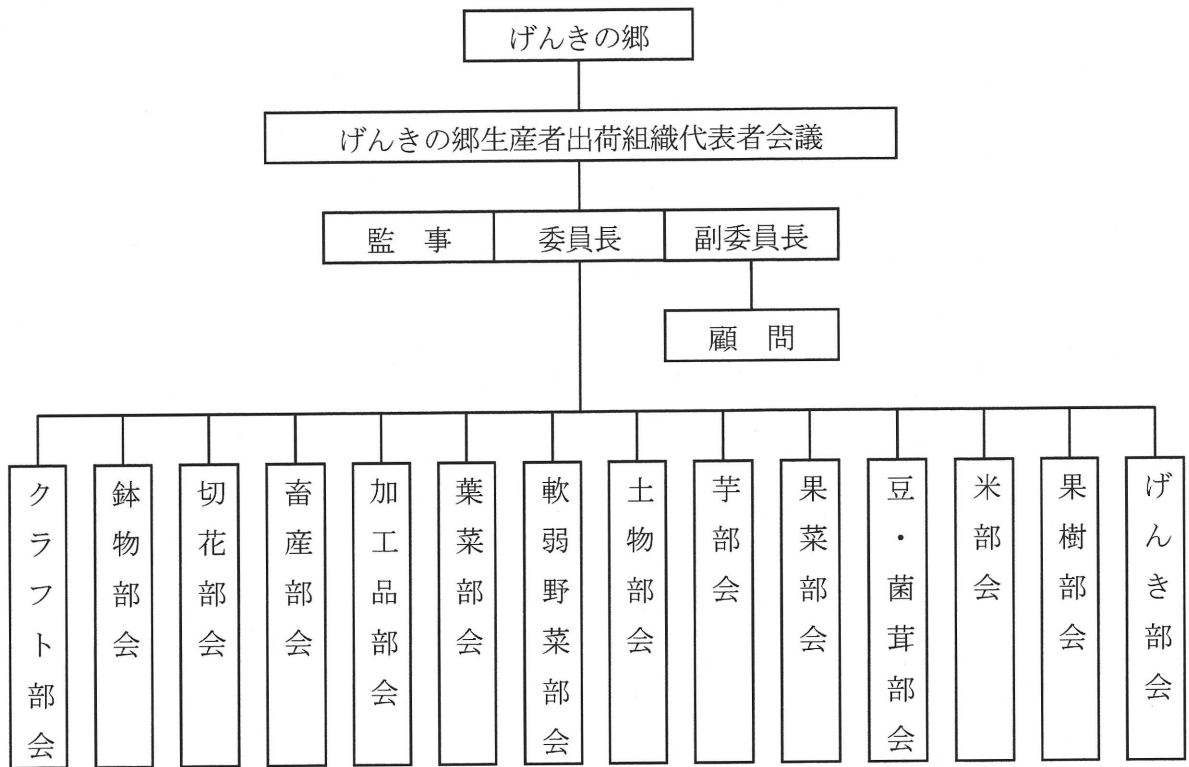 げんきの郷
げんきの郷生産者出荷組織代表者会議
監　事
委員長
副委員長
顧　問
クラフト部会
鉢物部会
切花部会
畜産部会
加工品部会
葉菜部会
軟弱野菜部会
土物部会
芋部会
果菜部会
豆・菌茸部会
米部会
果樹部会
げんき部会